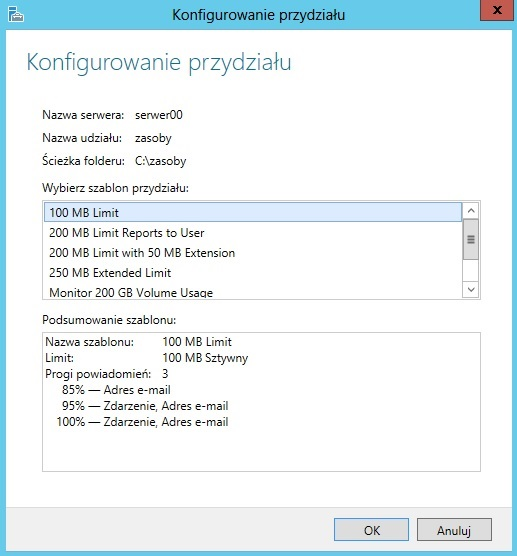 Konfigurowanie przydziału
x
Konfigurowanie przydziału
Nazwa serwera: serwer00
Nazwa udziału: zasoby
Ścieżka folderu: C:\zasoby
Wybierz szablon przydziału:
100 MB Limit
200 MB Limit Reports to User
200 MB Limit with 50 MB Extension
250 MB Extended Limit
Monitor 200 GB Volume Usage
Podsumowanie szablonu:
Nazwa szablonu: 100 MB Limit
Limit: 100 MB Sztywny
Progi powiadomień: 3
85% — Adres e-mail
95% — Zdarzenie, Adres e-mail
100% — Zdarzenie, Adres e-mail
OK Anuluj